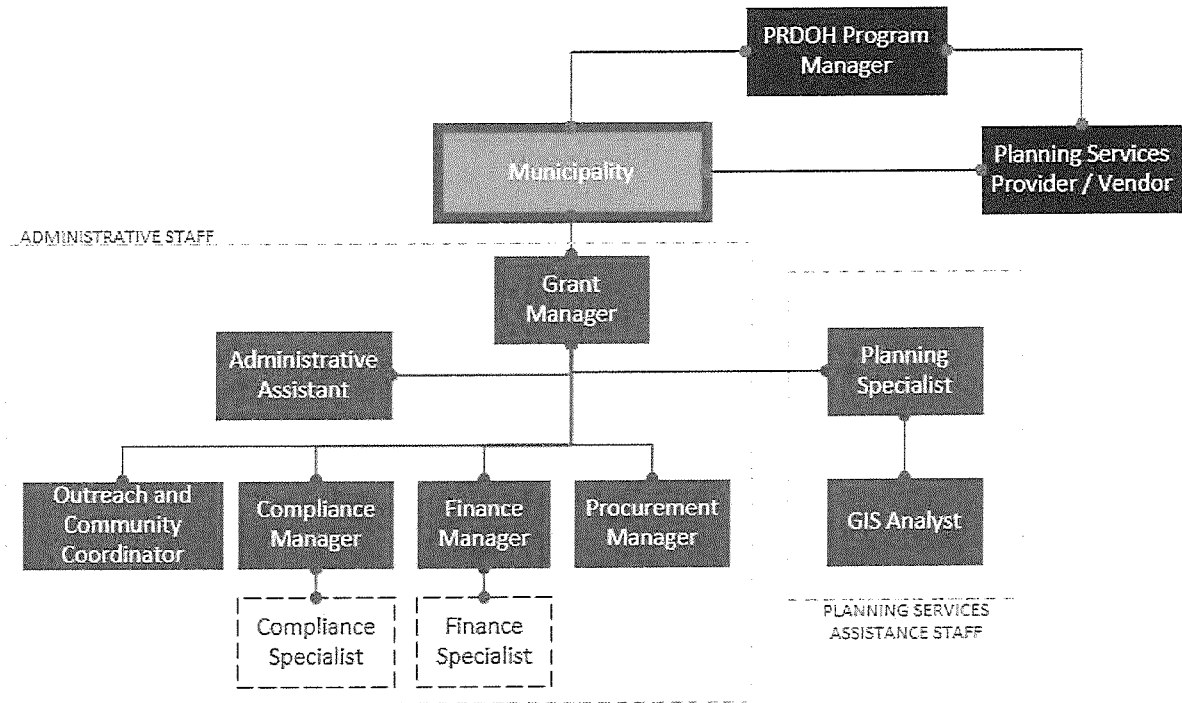 PRDOH Program
Manager
Municipality
Planning Services
Provider / Vendor
ADMINISTRATIVE STAFF
Grant
Manager
Administrative
Assistant
Planning
Specialist
Outreach and
Community
Coordinator
Compliance
Manager
Finance
Manager
Procurement
Manager
GIS Analyst
Compliance
Specialist
Finance
Specialist
PLANNING SERVICES
ASSISTANCE STAFF